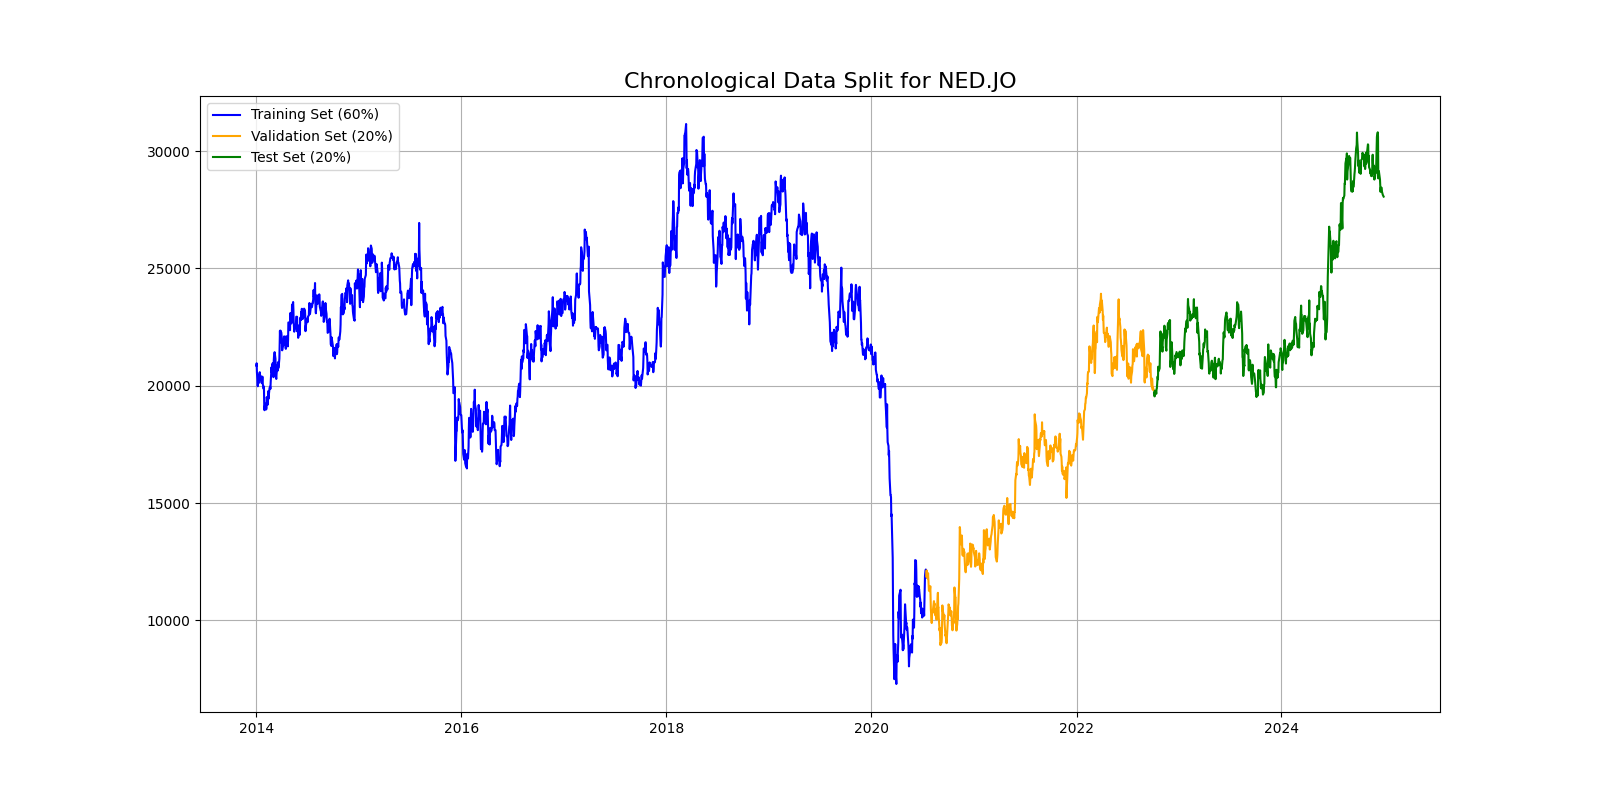 Chronological Data Split for NED.JO
Training Set (60%)
Validation Set (20%)
Test Set (20%)
30000
25000
20000
15000
10000
2014 2016 2018 2020 2022 2024